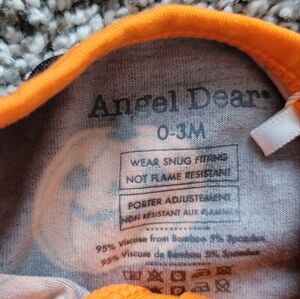 Angel Dear®
0-3M
WEAR SNUG FITTING
NOT FLAME RESISTANT
PORTER ADJUSTEMENT
NON RÉSISTANT AUX FLAMMES
95% Viscose from Bamboo 5% Spandex
95% Viscose de Bambou 5% Spandex